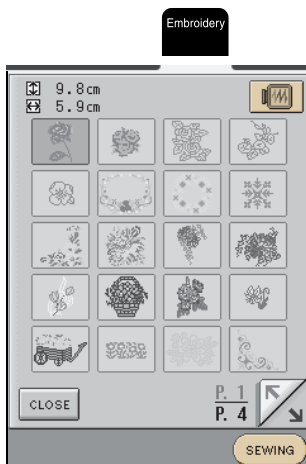 Embroidery
9.8cm
5.9cm
P. 1
P. 4
CLOSE
SEWING